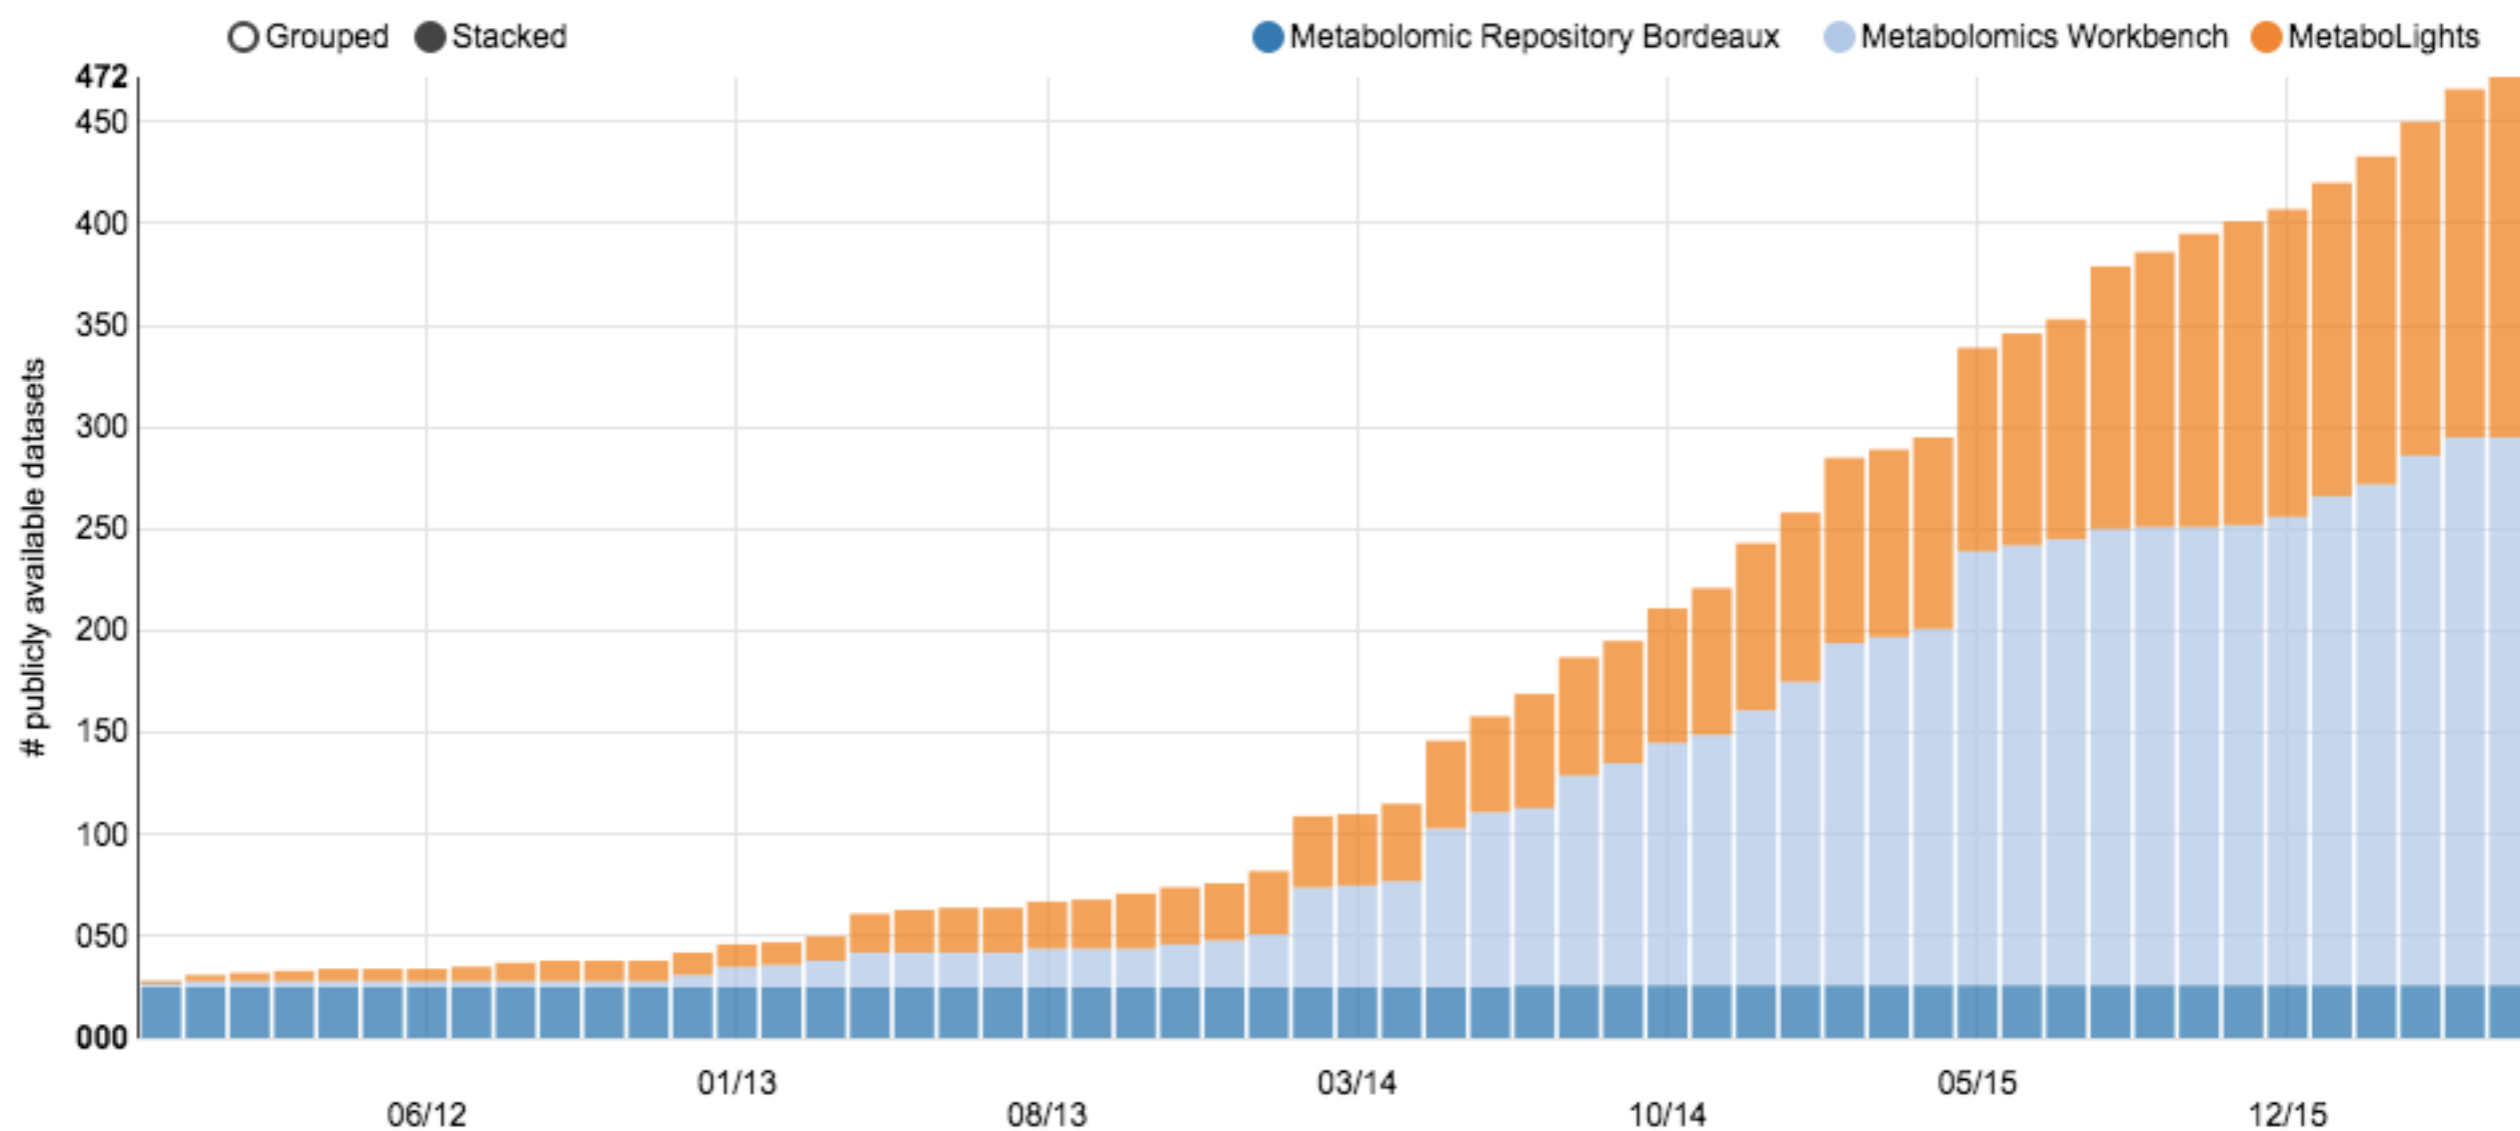 Grouped Stacked Metabolomic Repository Bordeaux Metabolomics Workbench MetaboLights
472
450
400
350
300
250
200
150
100
050
000
# publicly available datasets
01/13 03/14 05/15
06/12 08/13 10/14 12/15